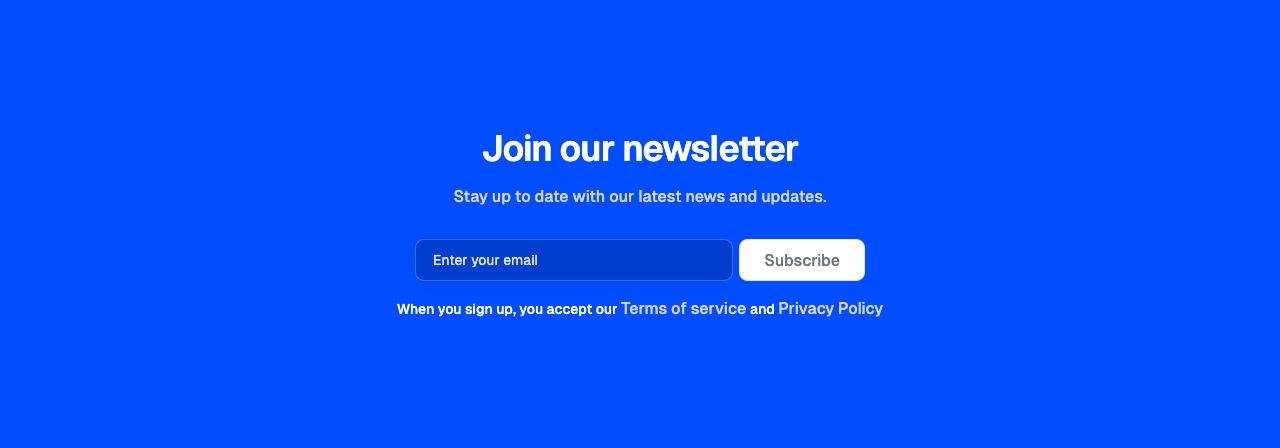 Join our newsletter
Stay up to date with our latest news and updates.
Enter your email
Subscribe
When you sign up, you accept our Terms of service and Privacy Policy